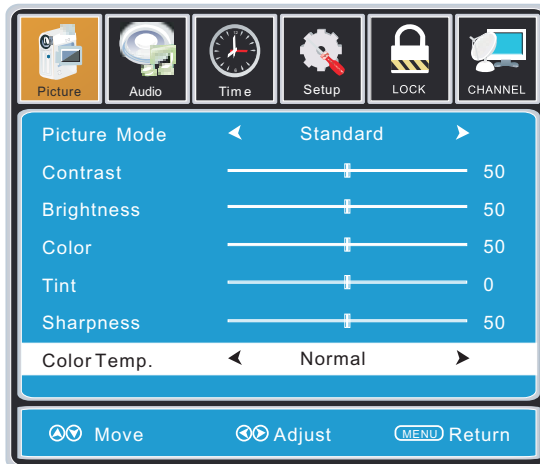 Picture Audio Time Setup LOCK CHANNEL
Picture Mode Standard
Contrast 50
Brightness 50
Color 50
Tint 0
Sharpness 50
Color Temp. Normal
Move Adjust MENU Return